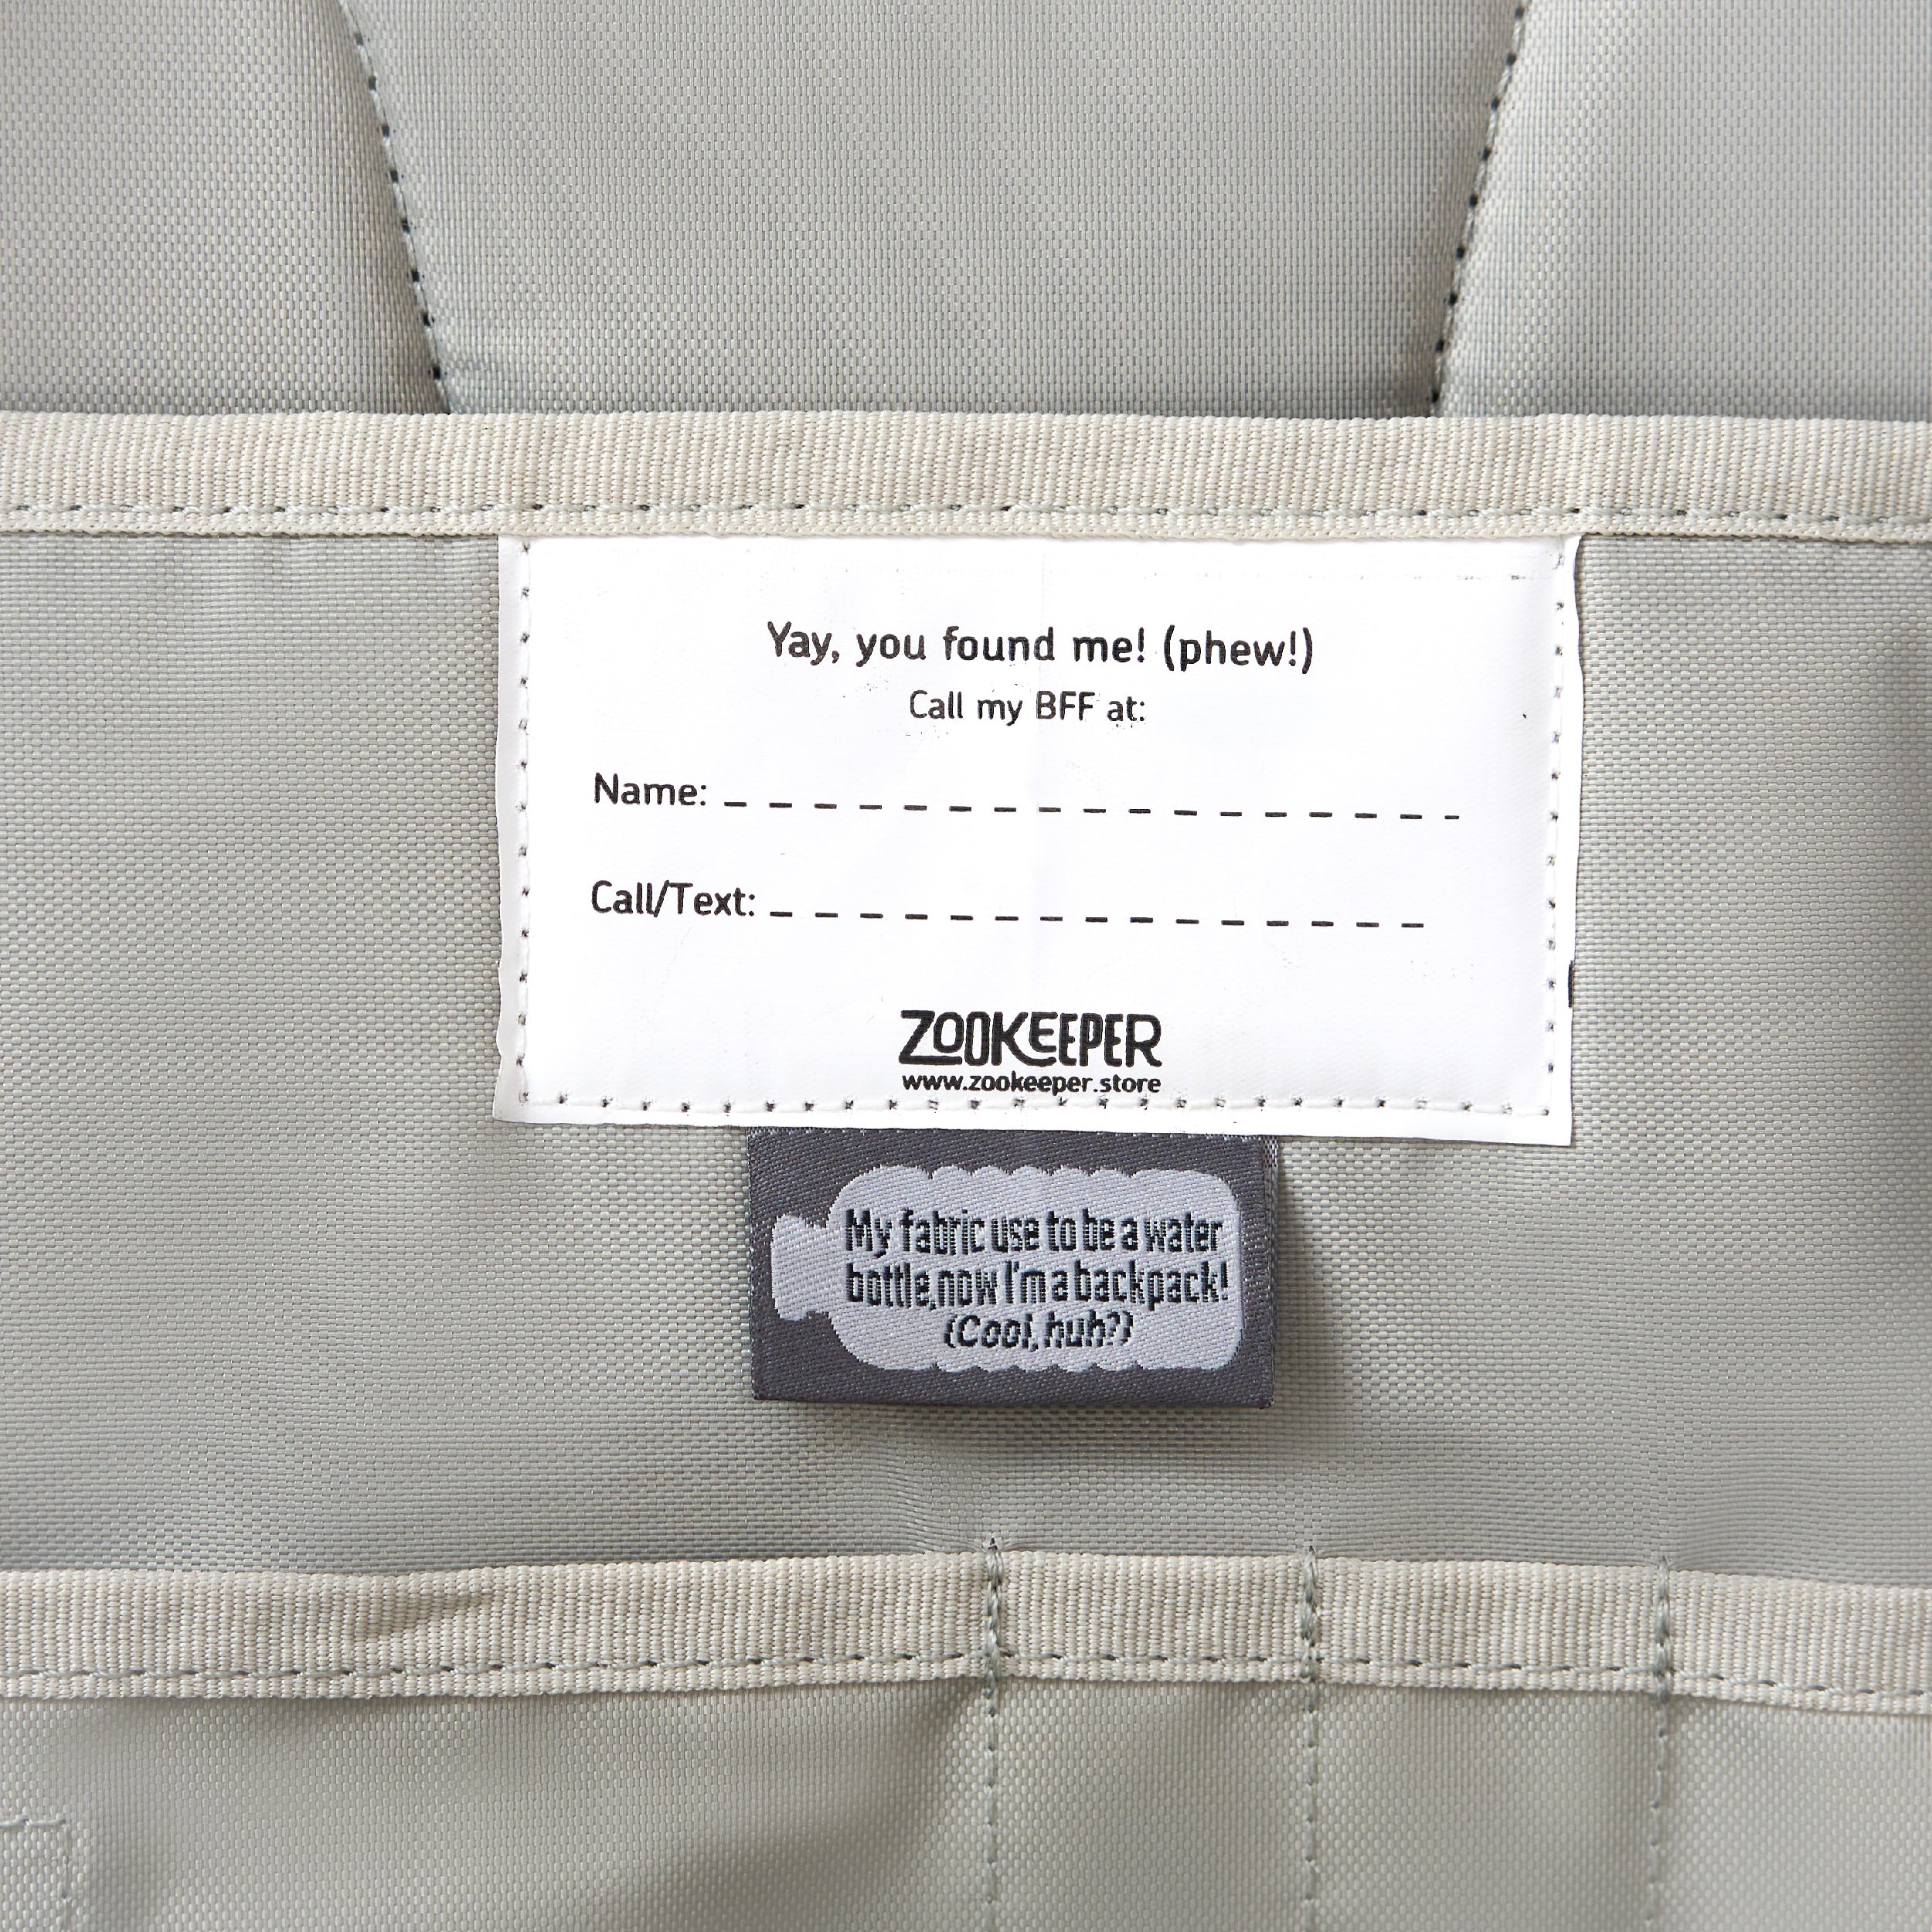 Yay, you found me! (phew!)
Call my BFF at:
Name: _ _ _ _ _ _ _ _ _ _ _ _ _ _ _ _ _
Call/Text: _ _ _ _ _ _ _ _ _ _ _ _ _ _ _
ZOOKEEPER
www.zookeeper.store
My fabric use to be a water
bottle, now I'm a backpack!
(Cool, huh?)